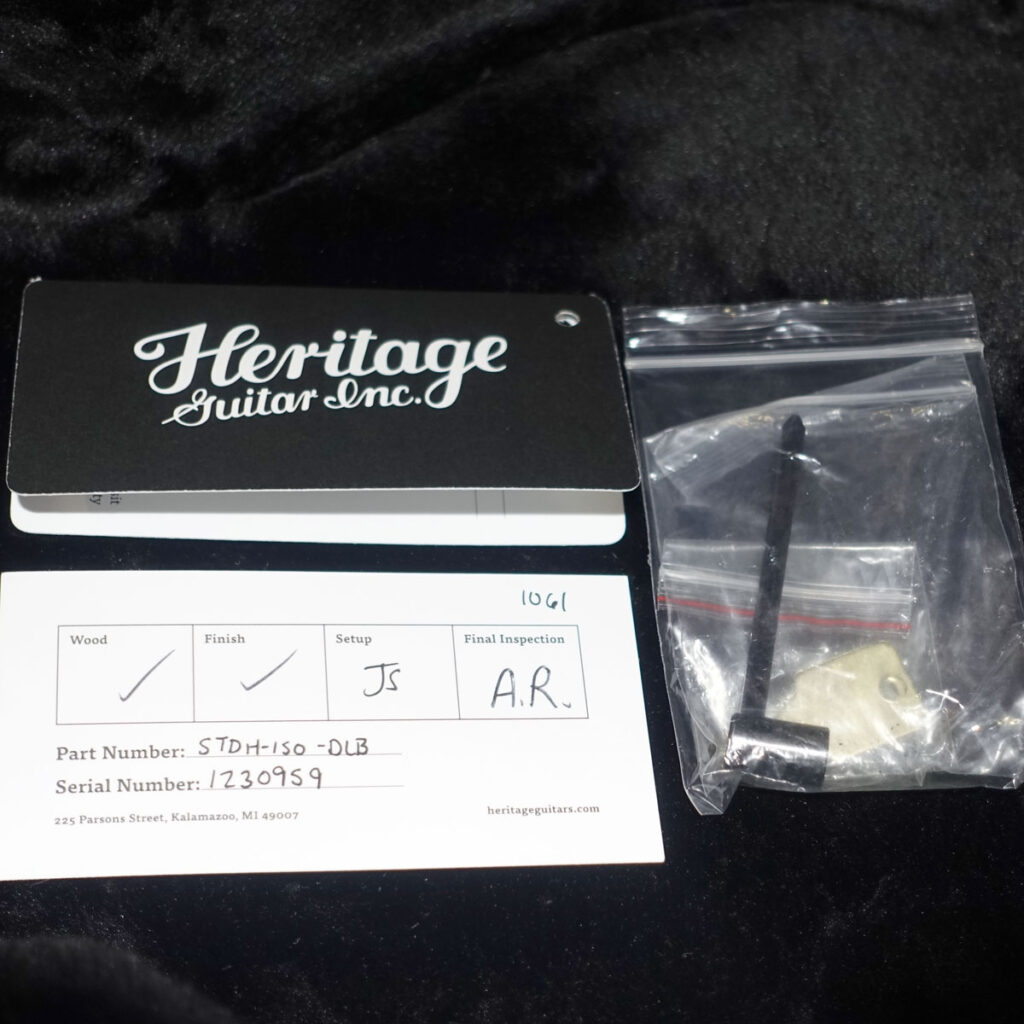 Heritage
Guitar Inc.
1061
Wood Finish Setup Final Inspection
JS A.R.
Part Number: STDH-150-DLB
Serial Number: 1230959
225 Parsons Street, Kalamazoo, MI 49007 heritageguitars.com